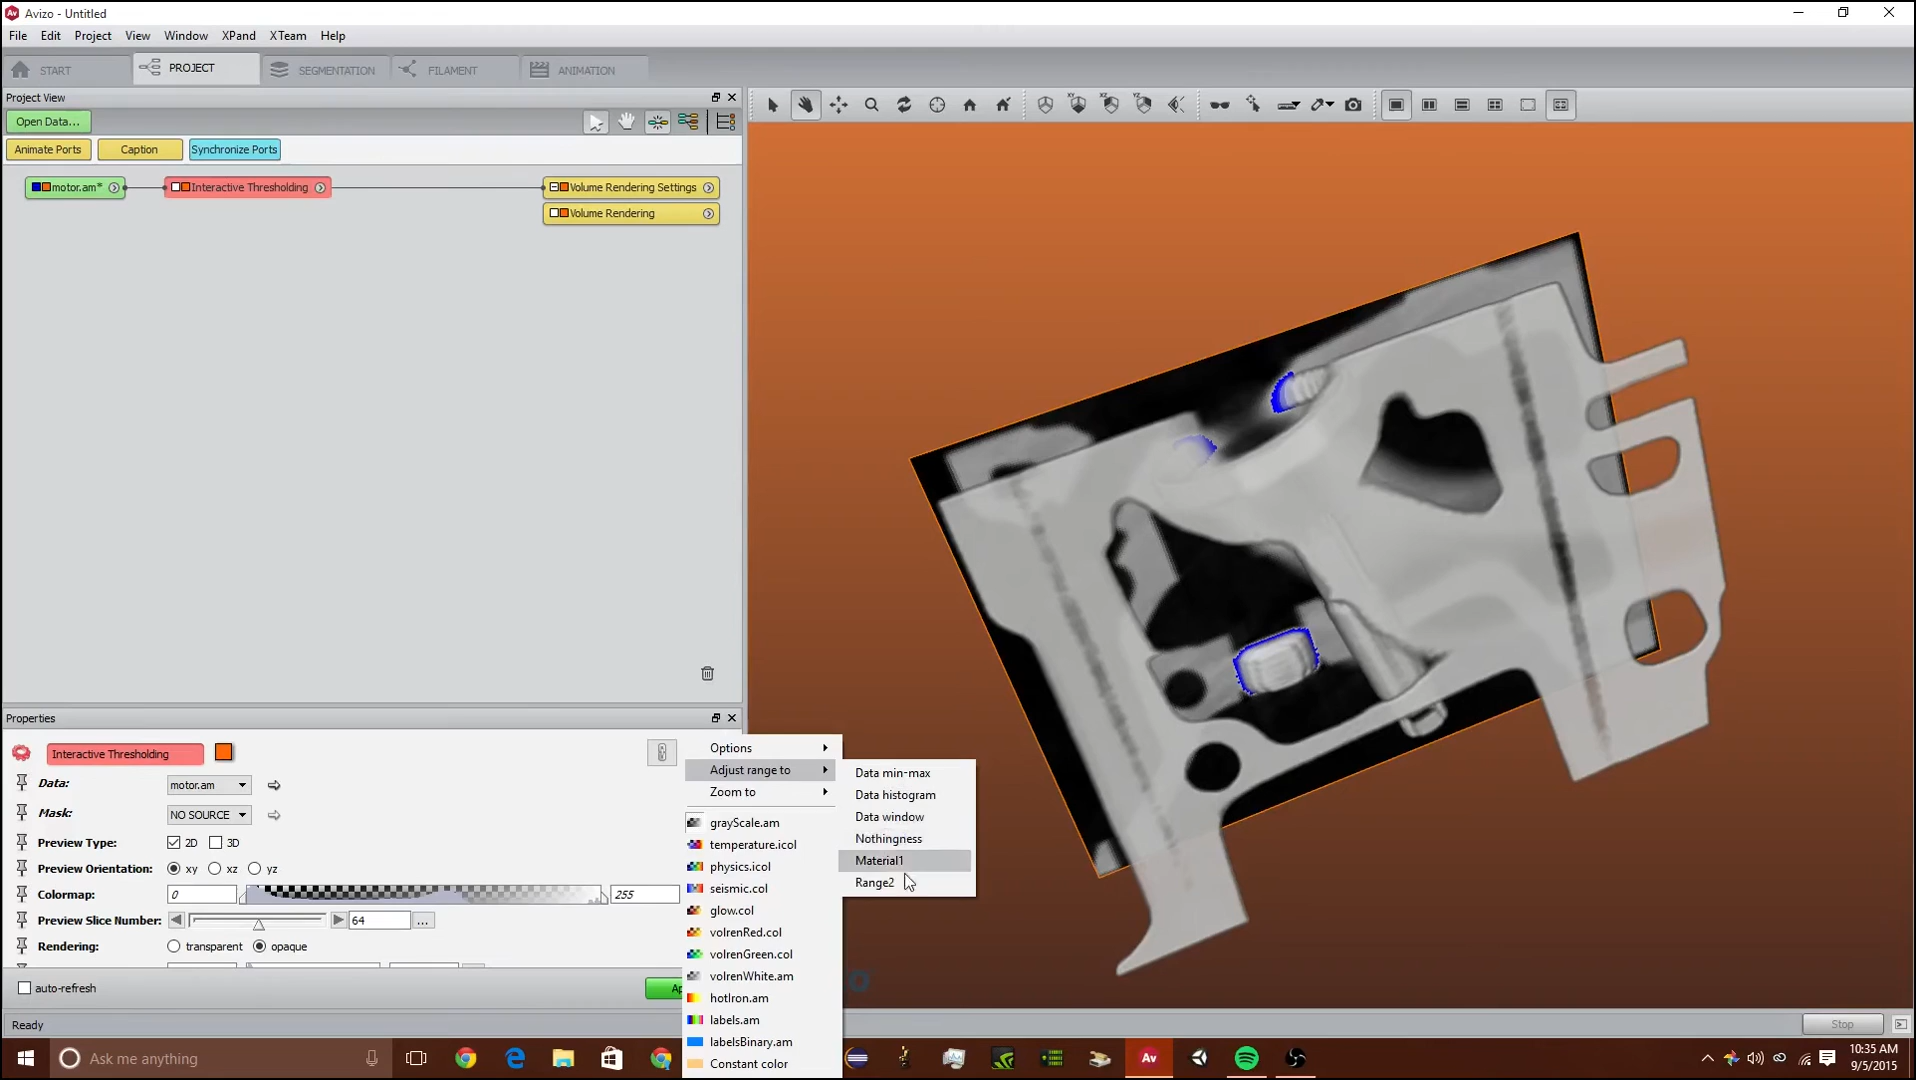 Avizo - Untitled
File Edit Project View Window XPand XTeam Help
START PROJECT SEGMENTATION FILAMENT ANIMATION
Project View
Open Data...
Animate Ports Caption Synchronize Ports
motor.am* Interactive Thresholding Volume Rendering Settings
Volume Rendering
XY XZ YZ
Properties
Interactive Thresholding
Data: motor.am
Mask: NO SOURCE
Preview Type: 2D 3D
Preview Orientation: xy xz yz
Colormap: 0 255
Preview Slice Number: 64 ...
Rendering: transparent opaque
auto-refresh
Ap
Options
Adjust range to
Zoom to
grayScale.am
temperature.icol
physics.icol
seismic.col
glow.col
volrenRed.col
volrenGreen.col
volrenWhite.am
hotIron.am
labels.am
labelsBinary.am
Constant color
Data min-max
Data histogram
Data window
Nothingness
Material1
Range2
Ready
Stop
Ask me anything
Av
10:35 AM
9/5/2015